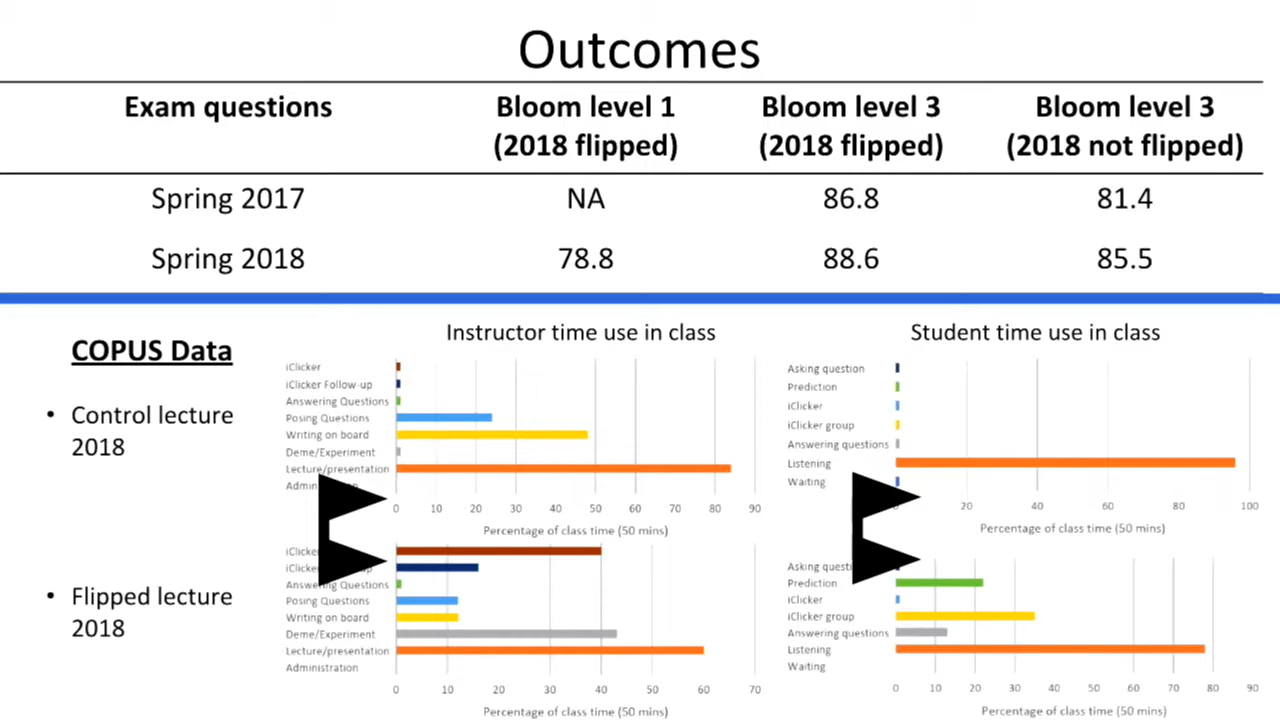 Outcomes
Exam questions
Bloom level 1
(2018 flipped)
Bloom level 3
(2018 flipped)
Bloom level 3
(2018 not flipped)
Spring 2017 NA 86.8 81.4
Spring 2018 78.8 88.6 85.5
COPUS Data
• Control lecture
2018
Instructor time use in class
iClicker
iClicker Follow-up
Answering Questions
Posing Questions
Writing on board
Deme/Experiment
Lecture/presentation
0 10 20 30 40 50 60 70 80 90
Percentage of class time (50 mins)
Student time use in class
Asking question
Prediction
iClicker
iClicker group
Answering questions
Listening
Waiting
20 40 60 80 100
Percentage of class time (50 mins)
• Flipped lecture
2018
Questions
Posing Questions
Writing on board
Deme/Experiment
Lecture/presentation
Administration
0 10 20 30 40 50 60 70
Percentage of class time (50 mins)
Asking
Prediction
iClicker
iClicker group
Answering questions
Listening
Waiting
0 10 20 30 40 50 60 70 80 90
Percentage of class time (50 mins)